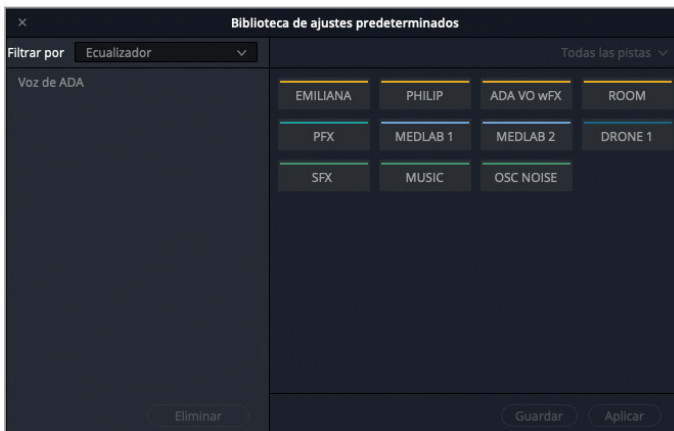 × Biblioteca de ajustes predeterminados
Filtrar por Ecualizador Todas las pistas
Voz de ADA
EMILIANA PHILIP ADA VO wFX ROOM
PFX MEDLAB 1 MEDLAB 2 DRONE 1
SFX MUSIC OSC NOISE
Eliminar Guardar Aplicar